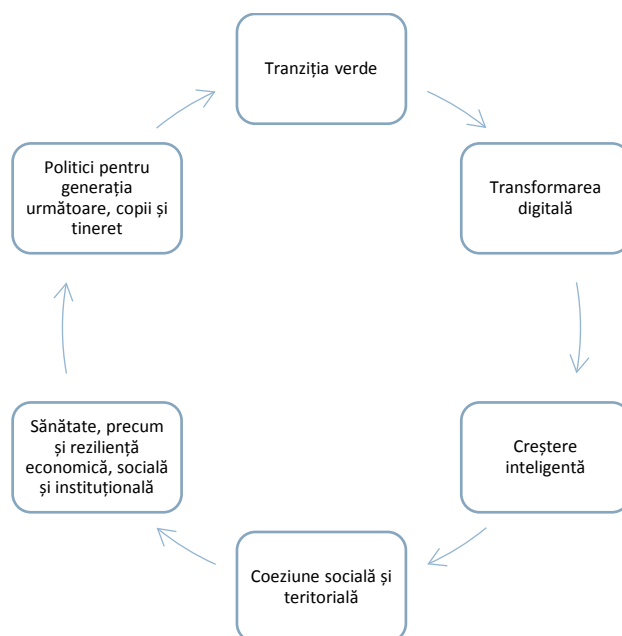 Tranziția verde
Transformarea
digitală
Creștere
inteligentă
Coeziune socială și
teritorială
Sănătate, precum
și reziliență
economică, socială
și instituțională
Politici pentru
generația
următoare, copii și
tineret